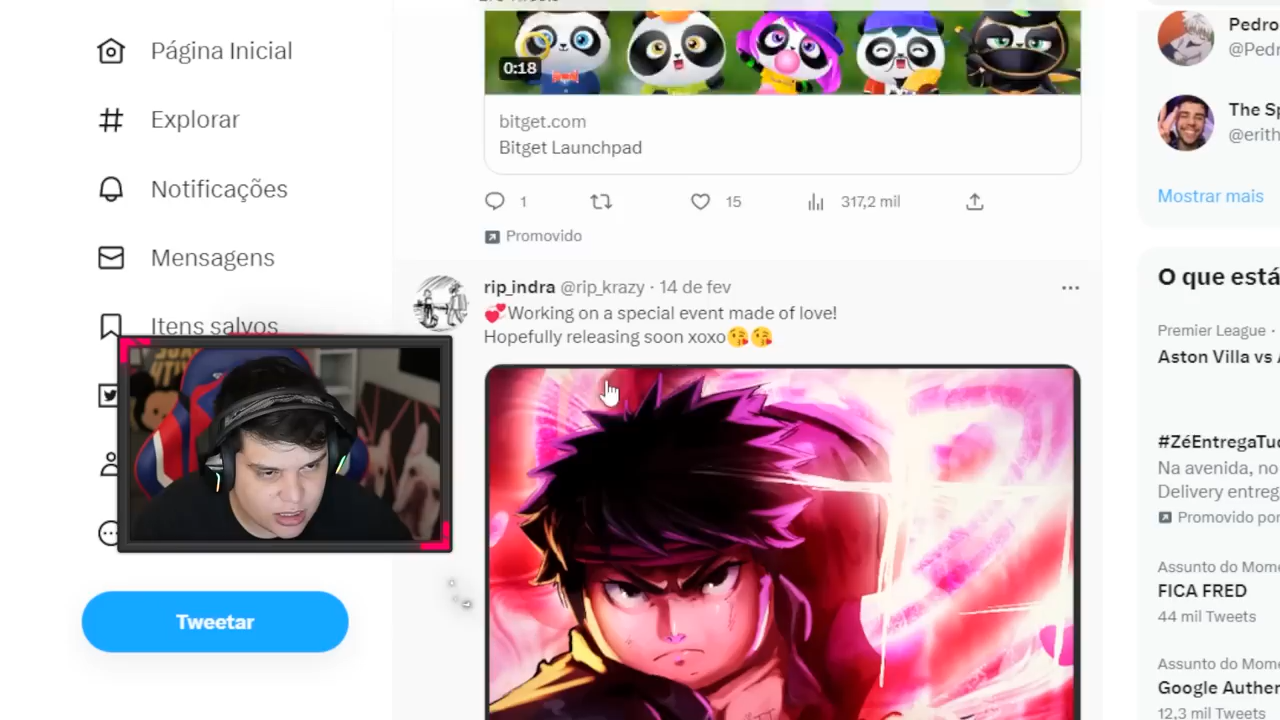 Página Inicial
Explorar
Notificações
Mensagens
Itens salvos
Tweetar
0:18
bitget.com
Bitget Launchpad
1
15
317,2 mil
Promovido
rip_indra @rip_krazy · 14 de fev
💞Working on a special event made of love!
Hopefully releasing soon xoxo😘😘
Pedro
@Pedr
The Sp
@erith
Mostrar mais
O que está
Premier League ·
Aston Villa vs A
#ZéEntregaTud
Na avenida, no
Delivery entreg
Promovido por
Assunto do Mome
FICA FRED
44 mil Tweets
Assunto do Mome
Google Authen
12,3 mil Tweets